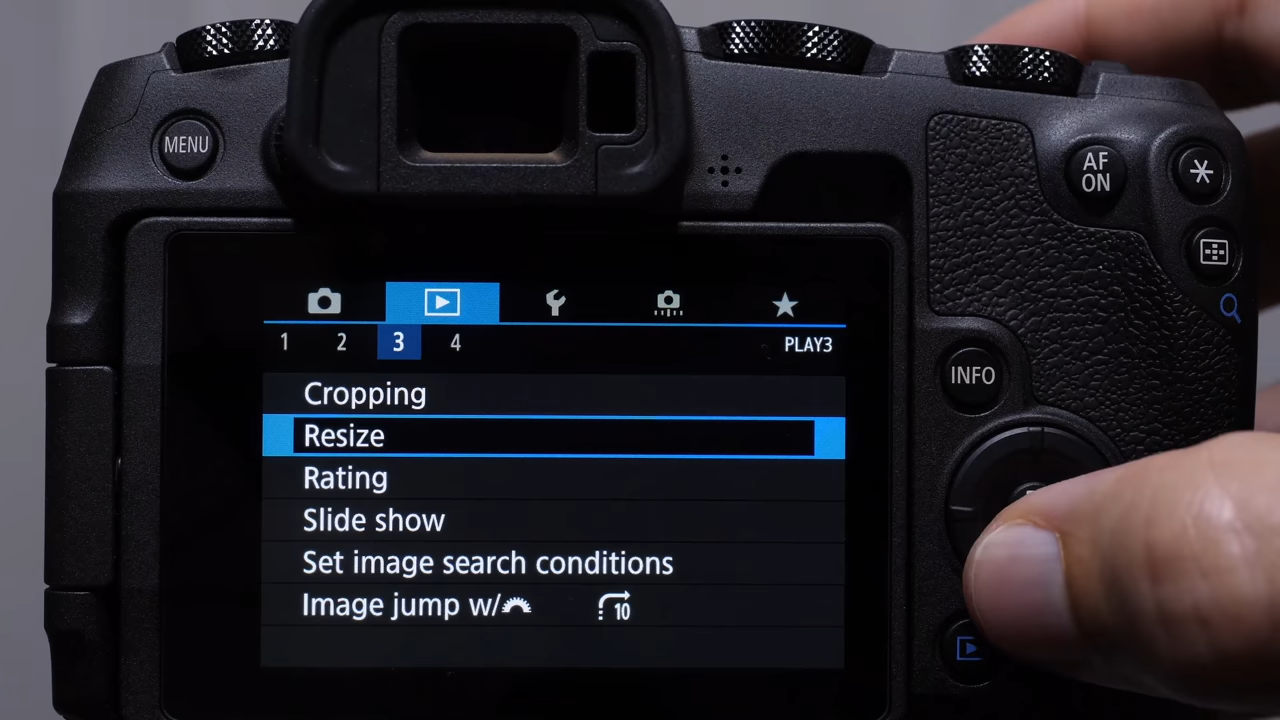 MENU
AF
ON
INFO
1 2 3 4 PLAY3
Cropping
Resize
Rating
Slide show
Set image search conditions
Image jump w/ 10